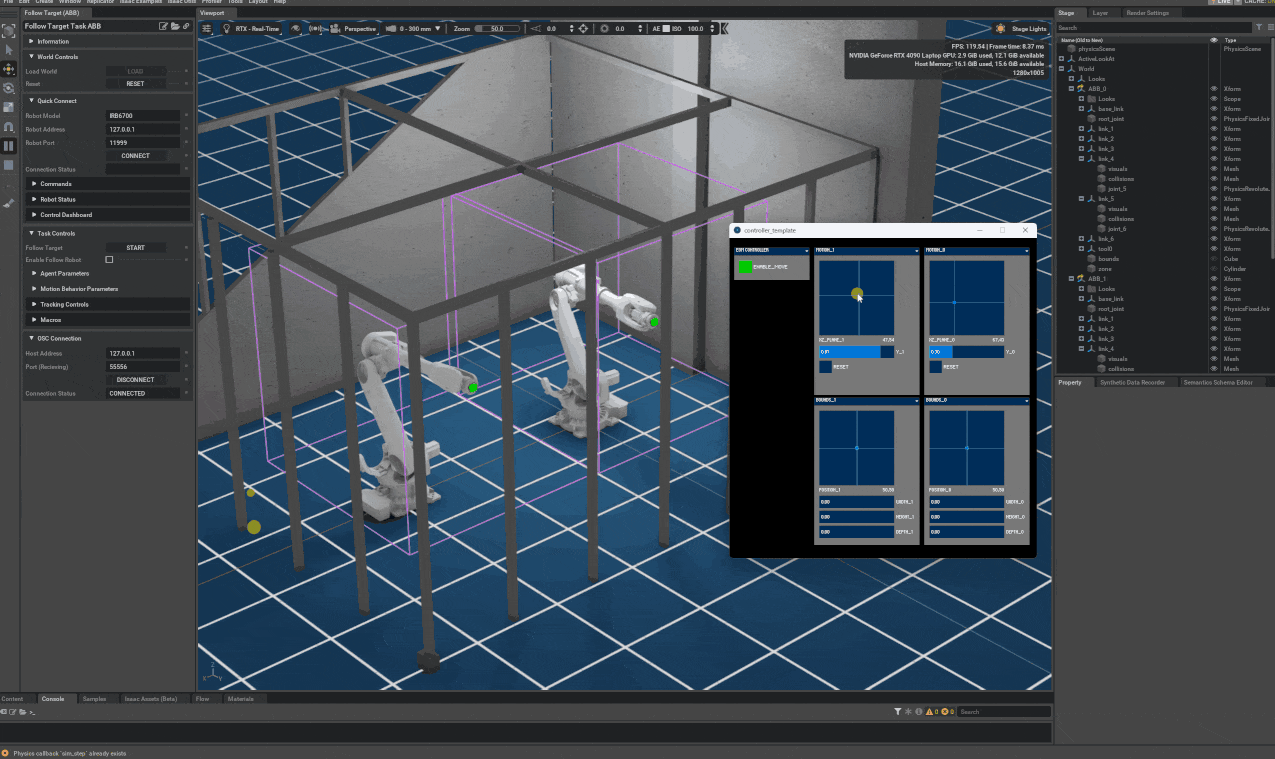 File Edit Create Window Replicator Isaac Examples Isaac Utils Profiler Tools Layout Help
LIVE CACHE:
Follow Target (ABB)
Follow Target Task ABB
Information
World Controls
Load World LOAD
Reset RESET
Quick Connect
Robot Model IRB6700
Robot Address 127.0.0.1
Robot Port 11999
CONNECT
Connection Status
Commands
Robot Status
Control Dashboard
Task Controls
Follow Target START
Enable Follow Robot
Agent Parameters
Motion Behavior Parameters
Tracking Controls
Macros
OSC Connection
Host Address 127.0.0.1
Port (Recieving) 55556
DISCONNECT
Connection Status CONNECTED
Viewport
RTX - Real-Time Perspective 0 - 300 mm Zoom 50.0 0.0 0.0 AE ISO 100.0 Stage Lights
FPS: 119.54 | Frame time: 8.37 ms
NVIDIA GeForce RTX 4090 Laptop GPU: 2.9 GiB used, 12.1 GiB available
Host Memory: 16.1 GiB used, 15.6 GiB available
1280x1005
controller_template
EOM CONTROLLER
ENABLE_MOVE
MOTION_1
XZ_PLANE_1 47,54
0.81 Y_1
RESET
MOTION_0
XZ_PLANE_0
0.30 Y_0
RESET
BOUNDS_1
POSITION_1 50,50
0.00 WIDTH_1
0.00 HEIGHT_1
0.00 DEPTH_1
BOUNDS_0
POSITION_0 50,50
0.00 WIDTH_0
0.00 HEIGHT_0
0.00 DEPTH_0
Stage Layer Render Settings
Search
Name (Old to New) Type
physicsScene PhysicsScene
ActiveLookAt Xform
World Xform
Looks
ABB_0 Xform
Looks Scope
base_link Xform
root_joint PhysicsFixedJoin
link_1 Xform
link_2 Xform
link_3 Xform
link_4 Xform
visuals Mesh
collisions Mesh
joint_5 PhysicsRevolute
link_5 Xform
visuals Mesh
collisions Mesh
joint_6 PhysicsRevolute
link_6 Xform
tool0 Xform
bounds Cube
zone Cylinder
ABB_1 Xform
Looks Scope
base_link Xform
root_joint PhysicsFixedJoin
link_1 Xform
link_2 Xform
link_3 Xform
link_4 Xform
visuals Mesh
collisions Mesh
Property Synthetic Data Recorder Semantics Schema Editor
Content Console Samples Isaac Assets (Beta) Flow Materials
0 0 Search
Physics callback `sim_step` already exists